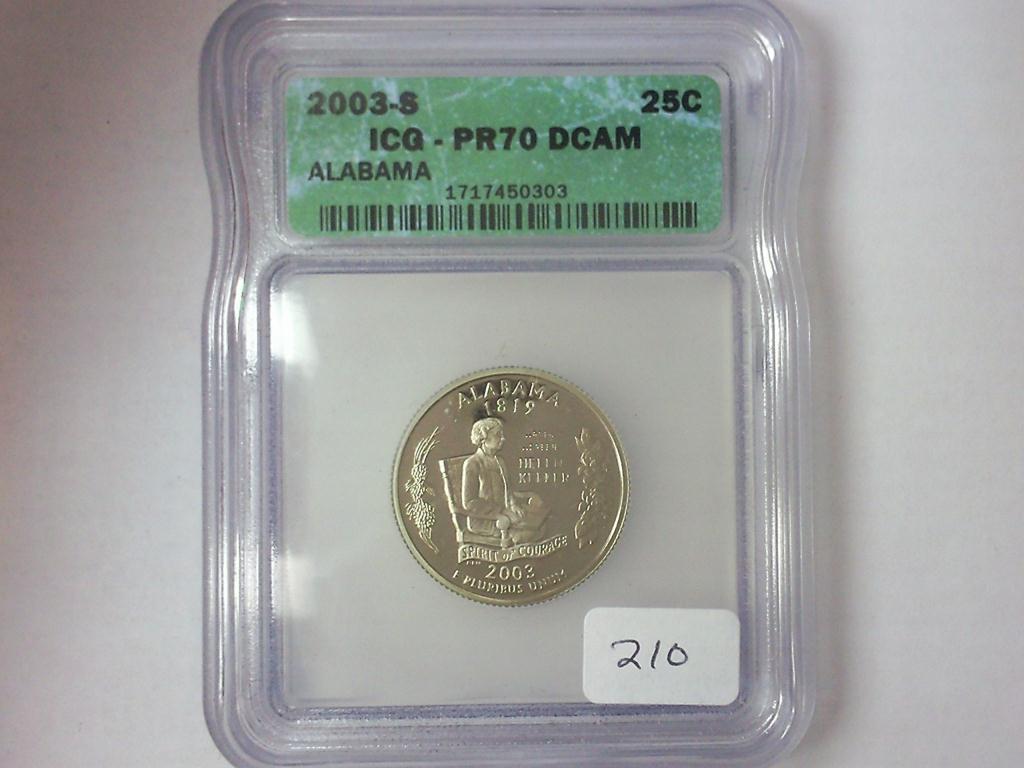 2003-S 25C
ICG - PR70 DCAM
ALABAMA
1717450303
ALABAMA
1819
HELEN
KELLER
SPIRIT of COURAGE
2003
E PLURIBUS UNUM
210